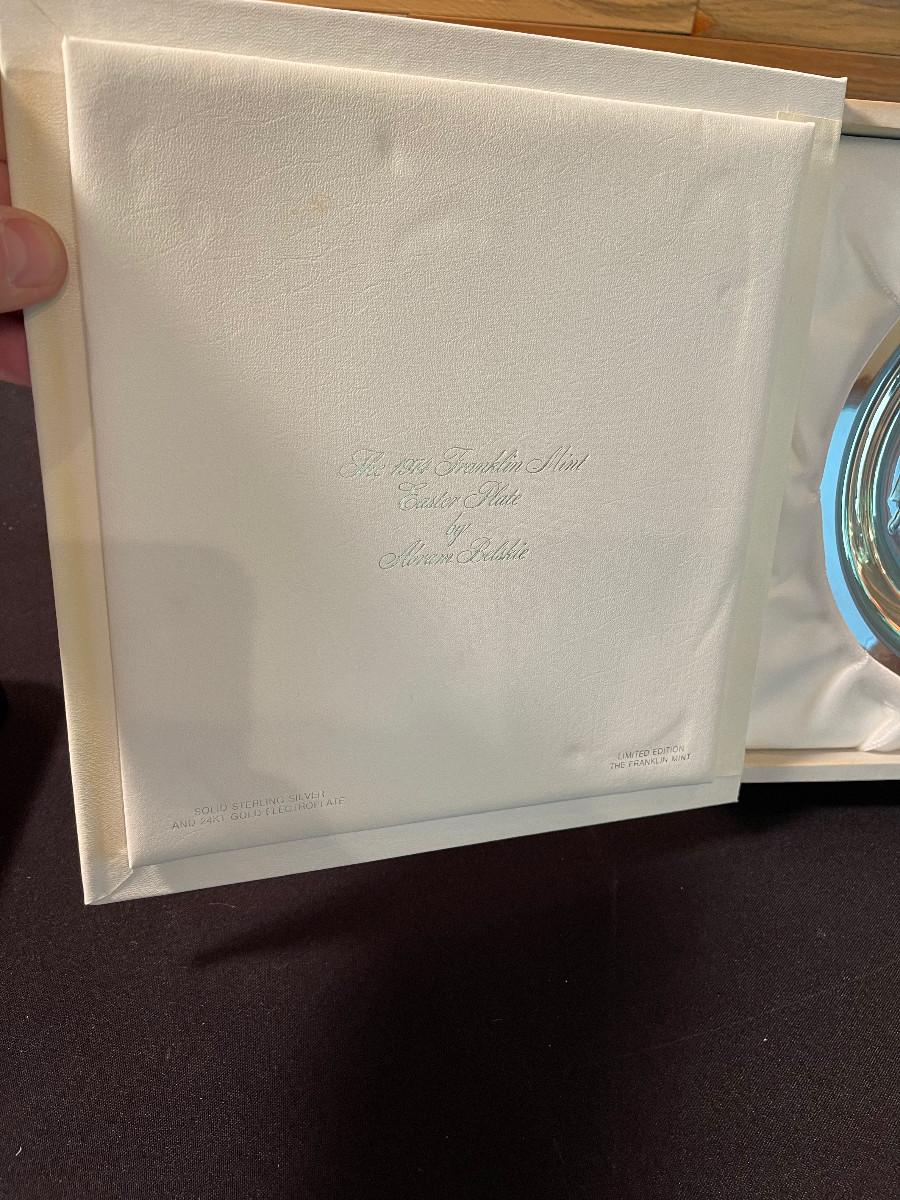 The 1974 Franklin Mint
Easter Plate
by
Abram Belskie
LIMITED EDITION
THE FRANKLIN MINT
SOLID STERLING SILVER
AND 24KT GOLD ELECTROPLATE